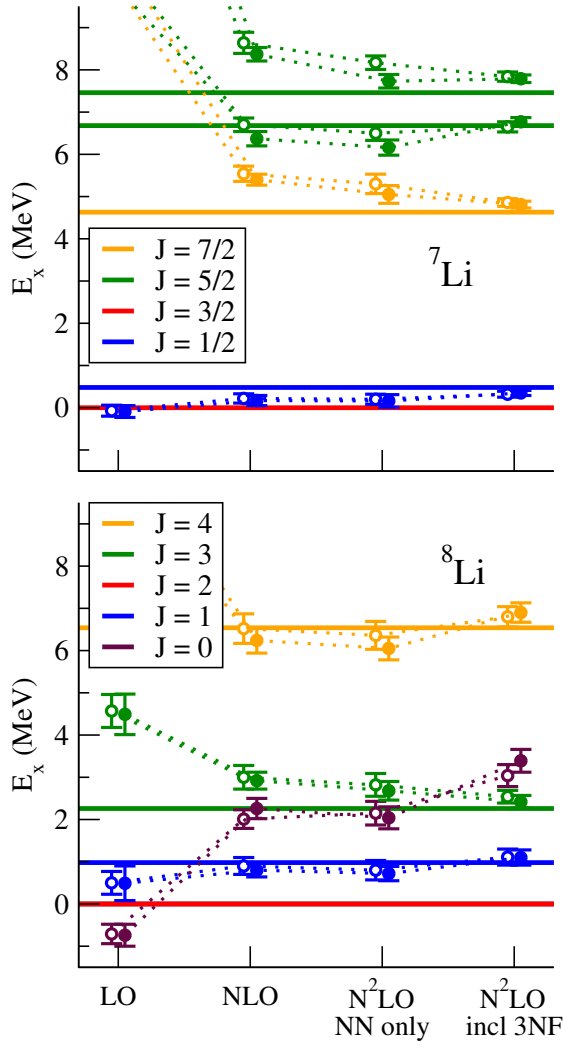 8
6
4
2
0
E_x (MeV)
J = 7/2
J = 5/2
J = 3/2
J = 1/2
⁷Li
8
6
4
2
0
E_x (MeV)
J = 4
J = 3
J = 2
J = 1
J = 0
⁸Li
LO
NLO
N²LO
NN only
N²LO
incl 3NF